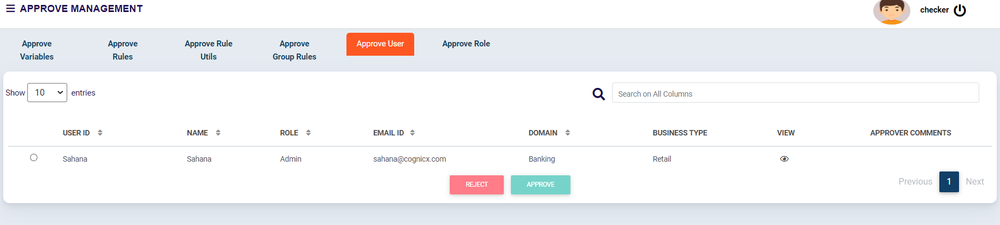 APPROVE MANAGEMENT
checker
Approve Variables
Approve Rules
Approve Rule Utils
Approve Group Rules
Approve User
Approve Role
Show 10 entries
Search on All Columns
USER ID NAME ROLE EMAIL ID DOMAIN BUSINESS TYPE VIEW APPROVER COMMENTS
Sahana Sahana Admin sahana@cognicx.com Banking Retail
REJECT APPROVE
Previous 1 Next